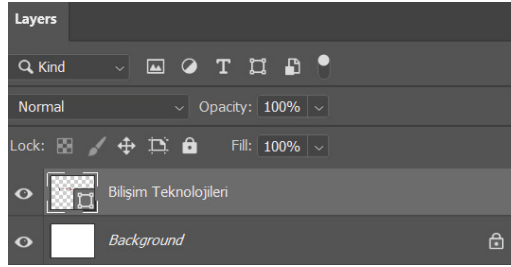 Layers
Kind
Normal Opacity: 100%
Lock: Fill: 100%
Bilişim Teknolojileri
Background